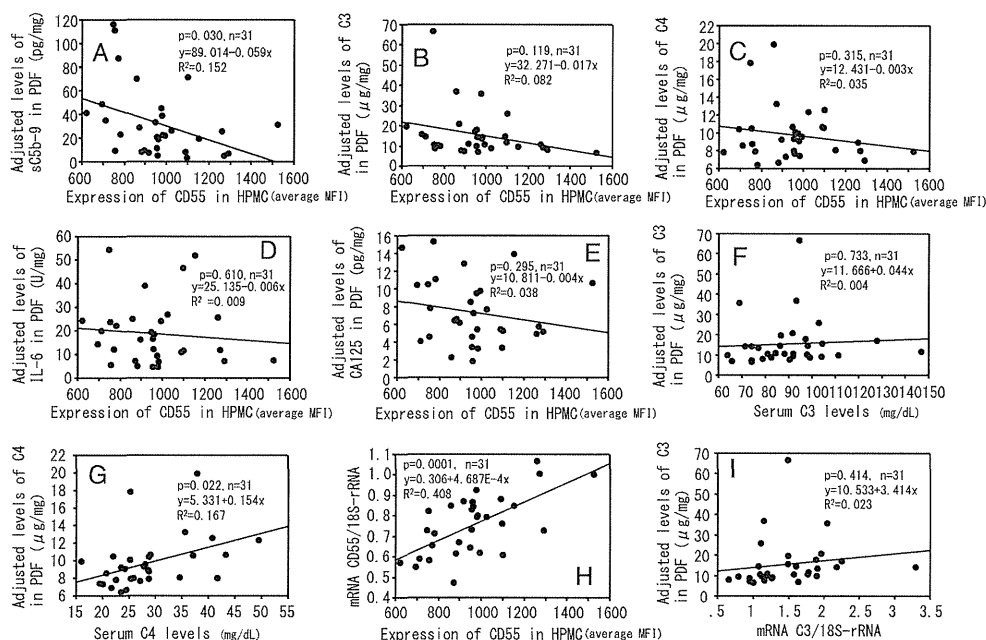 A
Adjusted levels of
sC5b-9 in PDF (pg/mg)
120
100
80
60
40
20
0
p=0.030, n=31
y=89.014-0.059x
R²=0.152
600 800 1000 1200 1400 1600
Expression of CD55 in HPMC(average MFI)
B
Adjusted levels of C3
in PDF (μg/mg)
70
60
50
40
30
20
10
0
p=0.119, n=31
y=32.271-0.017x
R²=0.082
600 800 1000 1200 1400 1600
Expression of CD55 in HPMC(average MFI)
C
Adjusted levels of C4
in PDF (μg/mg)
22
20
18
16
14
12
10
8
6
p=0.315, n=31
y=12.431-0.003x
R²=0.035
600 800 1000 1200 1400 1600
Expression of CD55 in HPMC(average MFI)
D
Adjusted levels of
IL-6 in PDF (U/mg)
60
50
40
30
20
10
0
p=0.610, n=31
y=25.135-0.006x
R² =0.009
600 800 1000 1200 1400 1600
Expression of CD55 in HPMC(average MFI)
E
Adjusted levels of
CA125 in PDF (pg/mg)
16
14
12
10
8
6
4
2
0
p=0.295, n=31
y=10.811-0.004x
R²=0.038
600 800 1000 1200 1400 1600
Expression of CD55 in HPMC(average MFI)
F
Adjusted levels of C3
in PDF (μg/mg)
70
60
50
40
30
20
10
0
p=0.733, n=31
y=11.666+0.044x
R²=0.004
60 70 80 90 100 110 120 130 140 150
Serum C3 levels (mg/dL)
G
Adjusted levels of C4
in PDF (μg/mg)
22
20
18
16
14
12
10
8
6
p=0.022, n=31
y=5.331+0.154x
R²=0.167
15 20 25 30 35 40 45 50 55
Serum C4 levels (mg/dL)
H
mRNA CD55/18S-rRNA
1.1
1.0
0.9
0.8
0.7
0.6
0.5
0.4
p=0.0001, n=31
y=0.306+4.687E-4x
R²=0.408
600 800 1000 1200 1400 1600
Expression of CD55 in HPMC(average MFI)
I
Adjusted levels of C3
in PDF (μg/mg)
70
60
50
40
30
20
10
0
p=0.414, n=31
y=10.533+3.414x
R²=0.023
.5 1 1.5 2 2.5 3 3.5
mRNA C3/18S-rRNA